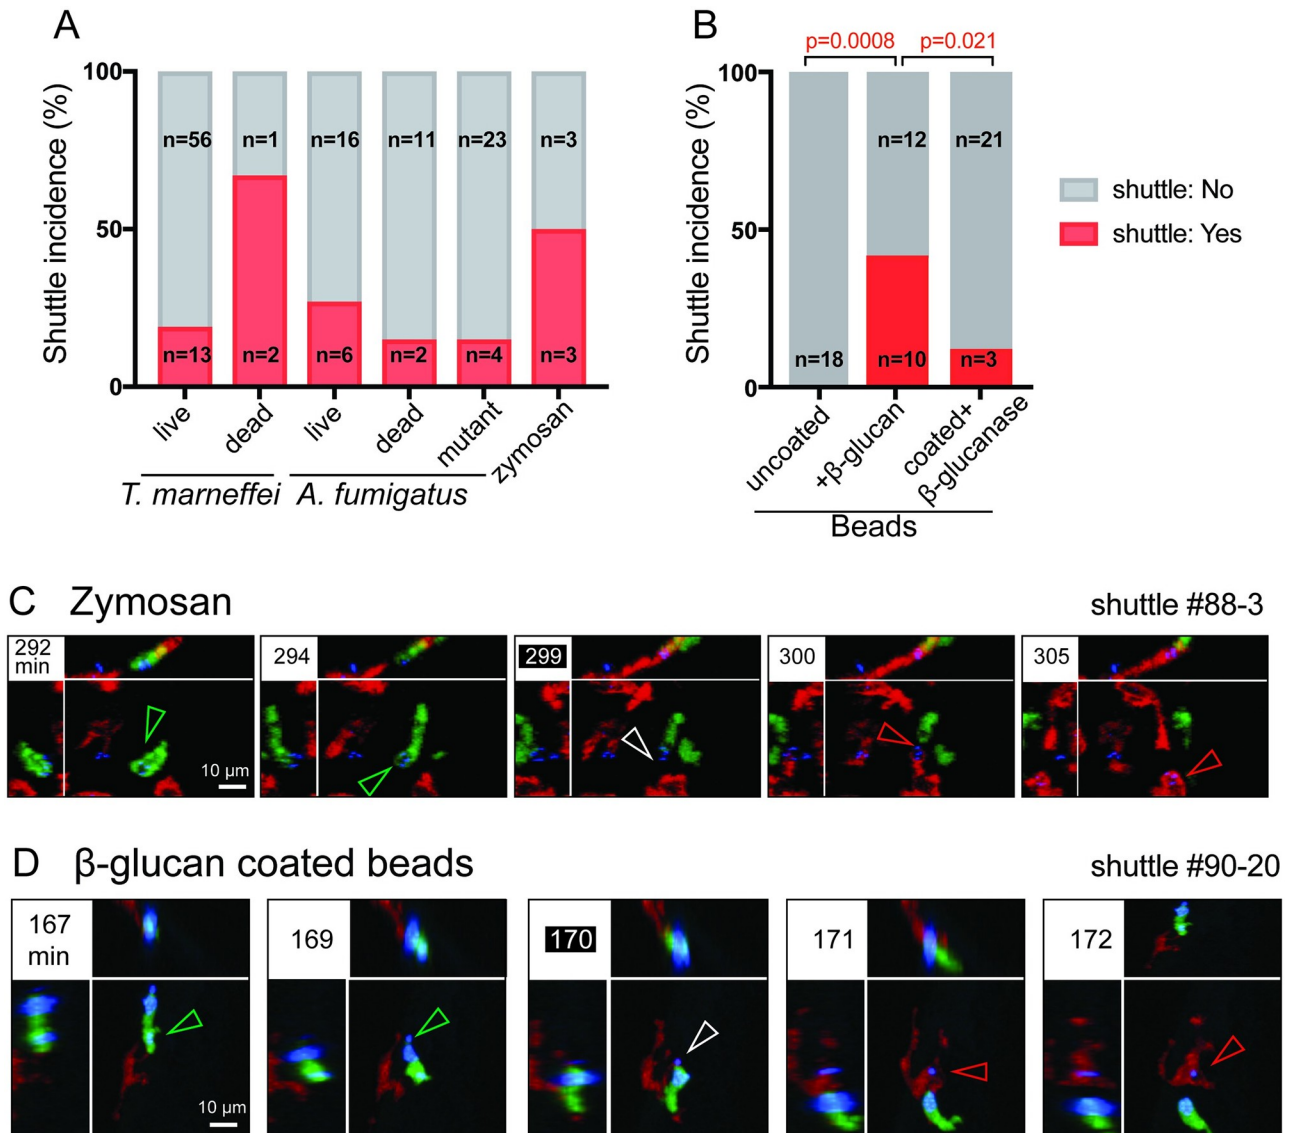 A
B
p=0.0008
p=0.021
Shuttle incidence (%)
100
50
0
n=56
n=1
n=16
n=11
n=23
n=3
n=13
n=2
n=6
n=2
n=4
n=3
live
dead
live
dead
mutant
zymosan
T. marneffei
A. fumigatus
Shuttle incidence (%)
100
50
0
n=12
n=21
n=18
n=10
n=3
uncoated
+β-glucan
coated+
β-glucanase
Beads
shuttle: No
shuttle: Yes
C Zymosan
shuttle #88-3
292
min
294
299
300
305
10 µm
D β-glucan coated beads
shuttle #90-20
167
min
169
170
171
172
10 µm